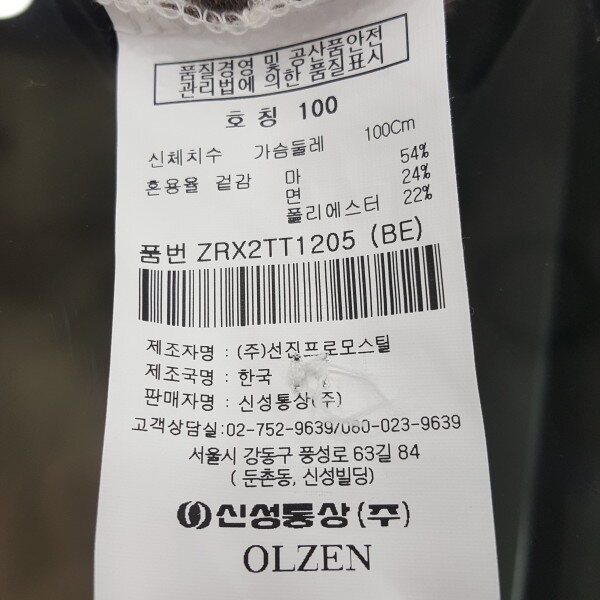 품질경영 및 공산품안전
관리법에 의한 품질표시
호 칭 100
신체치수 가슴둘레 100Cm
혼용율 겉감 마 54%
면 24%
폴리에스터 22%
품번 ZRX2TT1205 (BE)
제조자명 : (주)선진프로모스틸
제조국명 : 한국
판매자명 : 신성통상(주)
고객상담실:02-752-9639/080-023-9639
서울시 강동구 풍성로 63길 84
( 둔촌동, 신성빌딩)
신성통상(주)
OLZEN